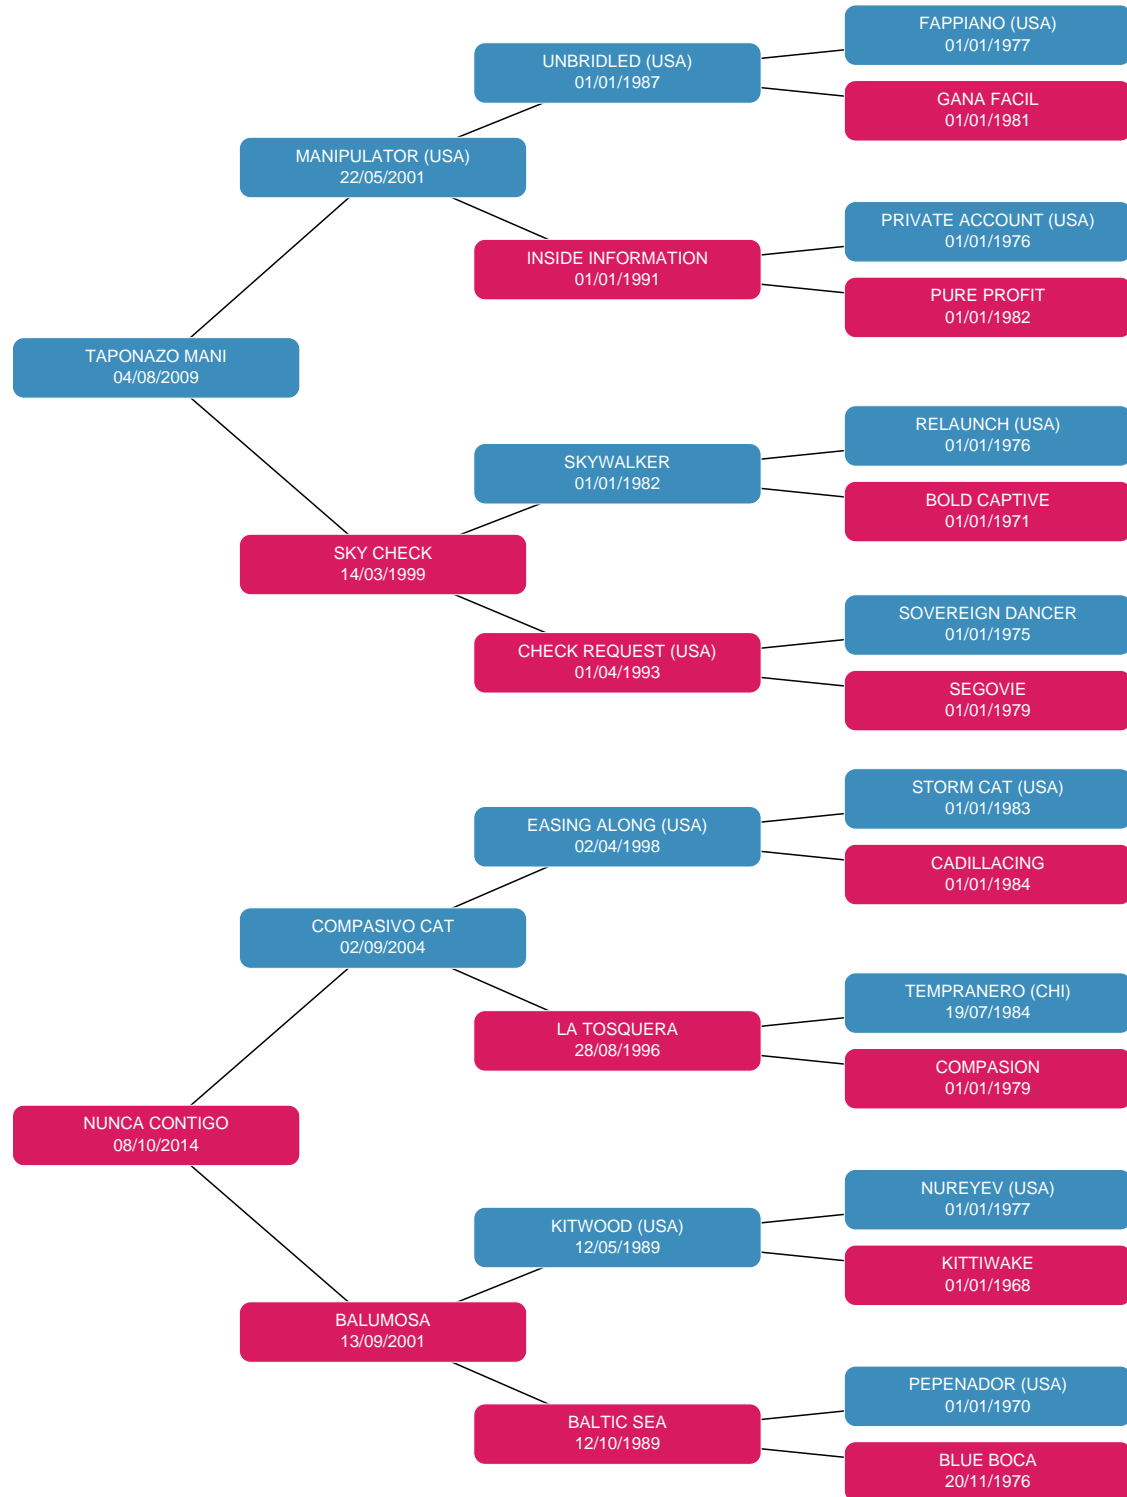 FAPPIANO (USA)
01/01/1977
UNBRIDLED (USA)
01/01/1987
GANA FACIL
01/01/1981
MANIPULATOR (USA)
22/05/2001
PRIVATE ACCOUNT (USA)
01/01/1976
INSIDE INFORMATION
01/01/1991
PURE PROFIT
01/01/1982
TAPONAZO MANI
04/08/2009
RELAUNCH (USA)
01/01/1976
SKYWALKER
01/01/1982
BOLD CAPTIVE
01/01/1971
SKY CHECK
14/03/1999
SOVEREIGN DANCER
01/01/1975
CHECK REQUEST (USA)
01/04/1993
SEGOVIE
01/01/1979
STORM CAT (USA)
01/01/1983
EASING ALONG (USA)
02/04/1998
CADILLACING
01/01/1984
COMPASIVO CAT
02/09/2004
TEMPRANERO (CHI)
19/07/1984
LA TOSQUERA
28/08/1996
COMPASION
01/01/1979
NUNCA CONTIGO
08/10/2014
NUREYEV (USA)
01/01/1977
KITWOOD (USA)
12/05/1989
KITTIWAKE
01/01/1968
BALUMOSA
13/09/2001
PEPENADOR (USA)
01/01/1970
BALTIC SEA
12/10/1989
BLUE BOCA
20/11/1976